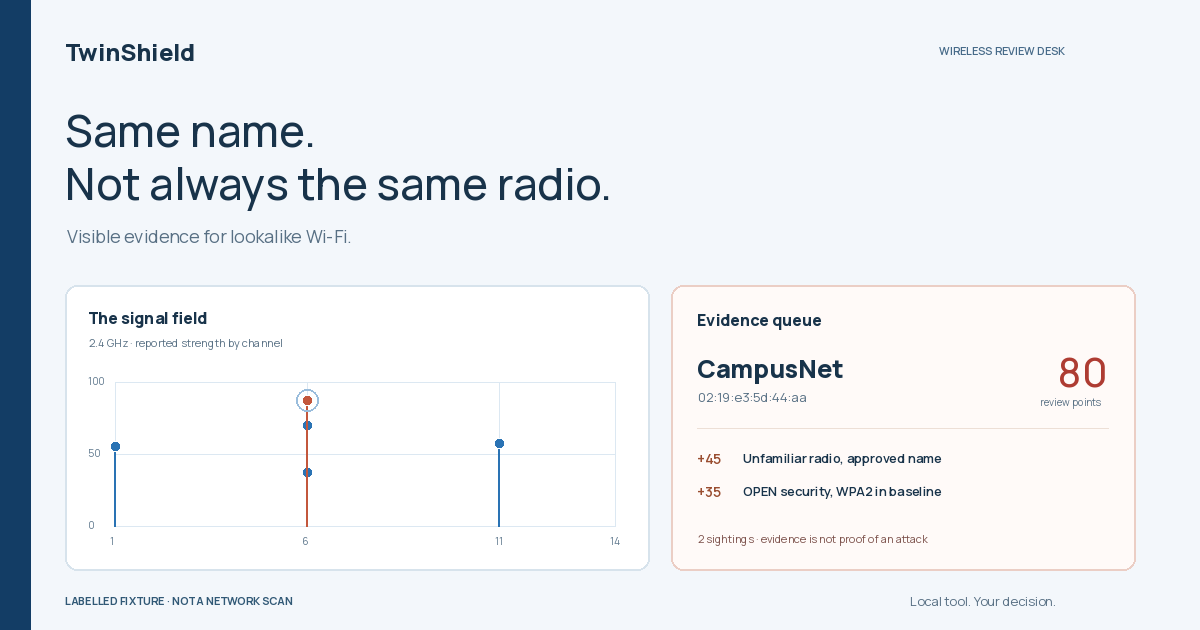 TwinShield
WIRELESS REVIEW DESK
Same name.
Not always the same radio.
Visible evidence for lookalike Wi-Fi.
The signal field
2.4 GHz · reported strength by channel
100
50
0
1
6
11
14
Evidence queue
CampusNet
80
02:19:e3:5d:44:aa
review points
+45 Unfamiliar radio, approved name
+35 OPEN security, WPA2 in baseline
2 sightings · evidence is not proof of an attack
LABELLED FIXTURE · NOT A NETWORK SCAN
Local tool. Your decision.